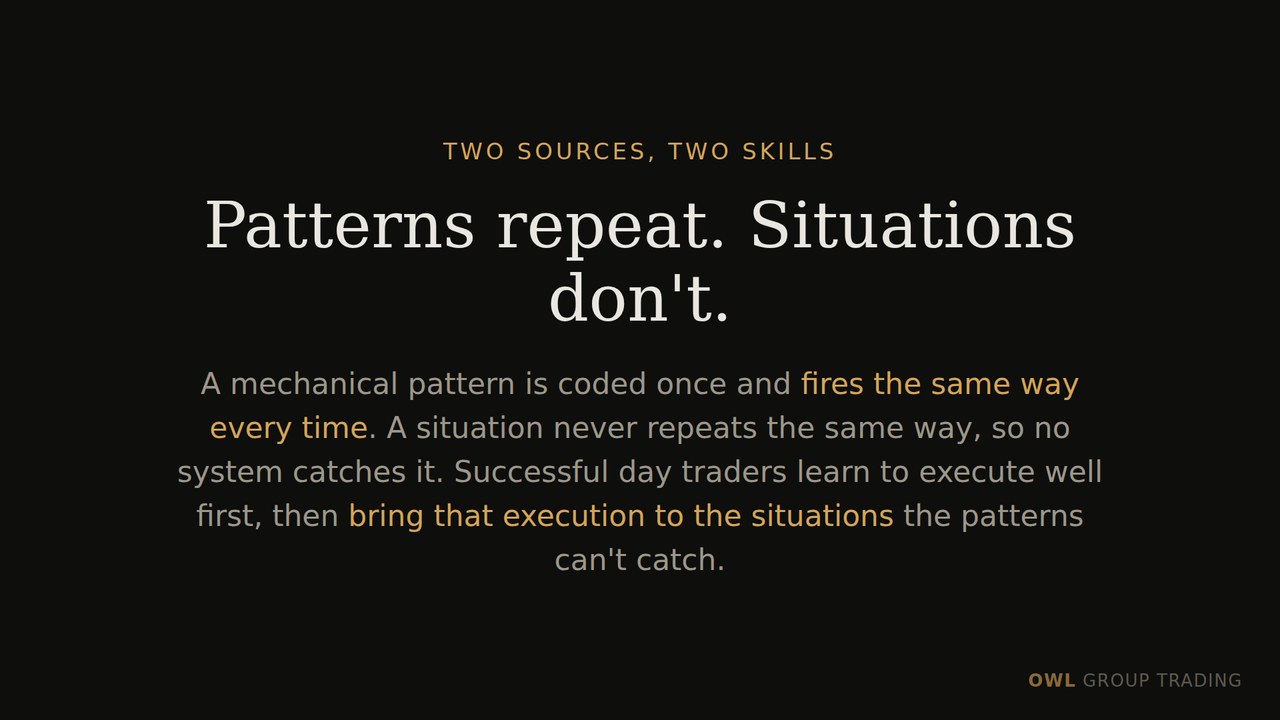 TWO SOURCES, TWO SKILLS
Patterns repeat. Situations
don't.
A mechanical pattern is coded once and fires the same way
every time. A situation never repeats the same way, so no
system catches it. Successful day traders learn to execute well
first, then bring that execution to the situations the patterns
can't catch.
OWL GROUP TRADING